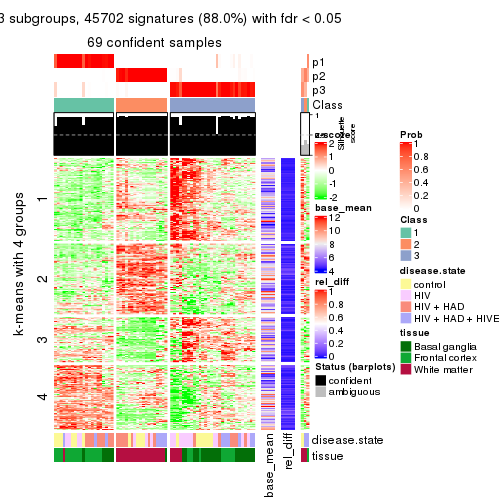 3 subgroups, 45702 signatures (88.0%) with fdr < 0.05
69 confident samples
p1
p2
p3
Class
1
Silhouette
score
k-means with 4 groups
1
2
3
4
z-score
2
1
0
-1
-2
base_mean
12
10
8
6
4
rel_diff
1
0.8
0.6
0.4
0.2
0
Status (barplots)
confident
ambiguous
Prob
1
0.8
0.6
0.4
0.2
0
Class
1
2
3
disease.state
control
HIV
HIV + HAD
HIV + HAD + HIVE
tissue
Basal ganglia
Frontal cortex
White matter
disease.state
tissue
base_mean
rel_diff